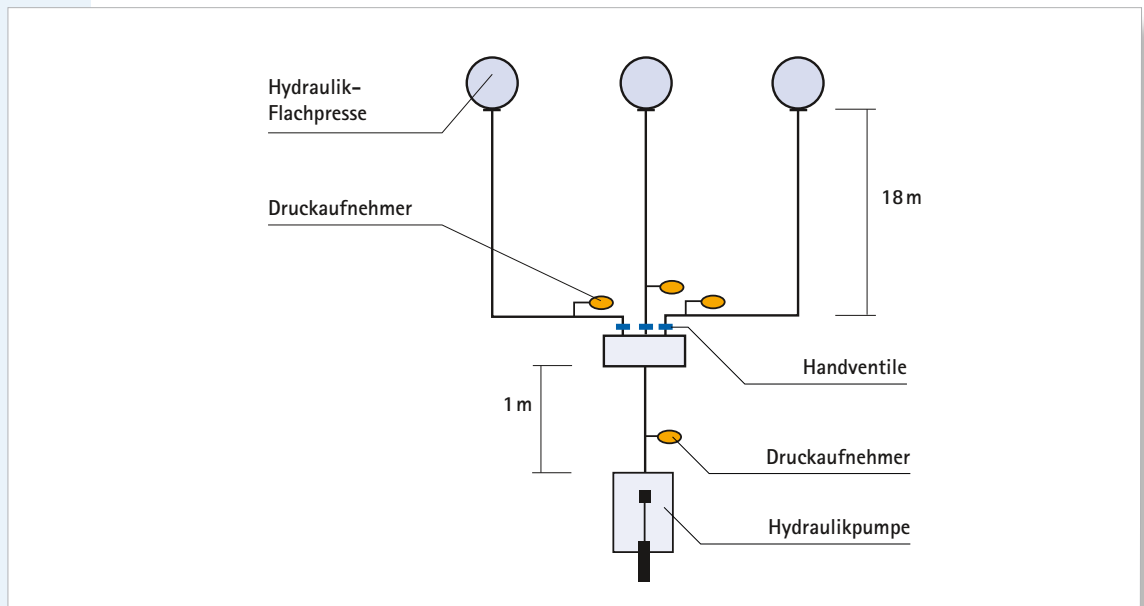 Hydraulik-
Flachpresse
18 m
Druckaufnehmer
Handventile
1 m
Druckaufnehmer
Hydraulikpumpe